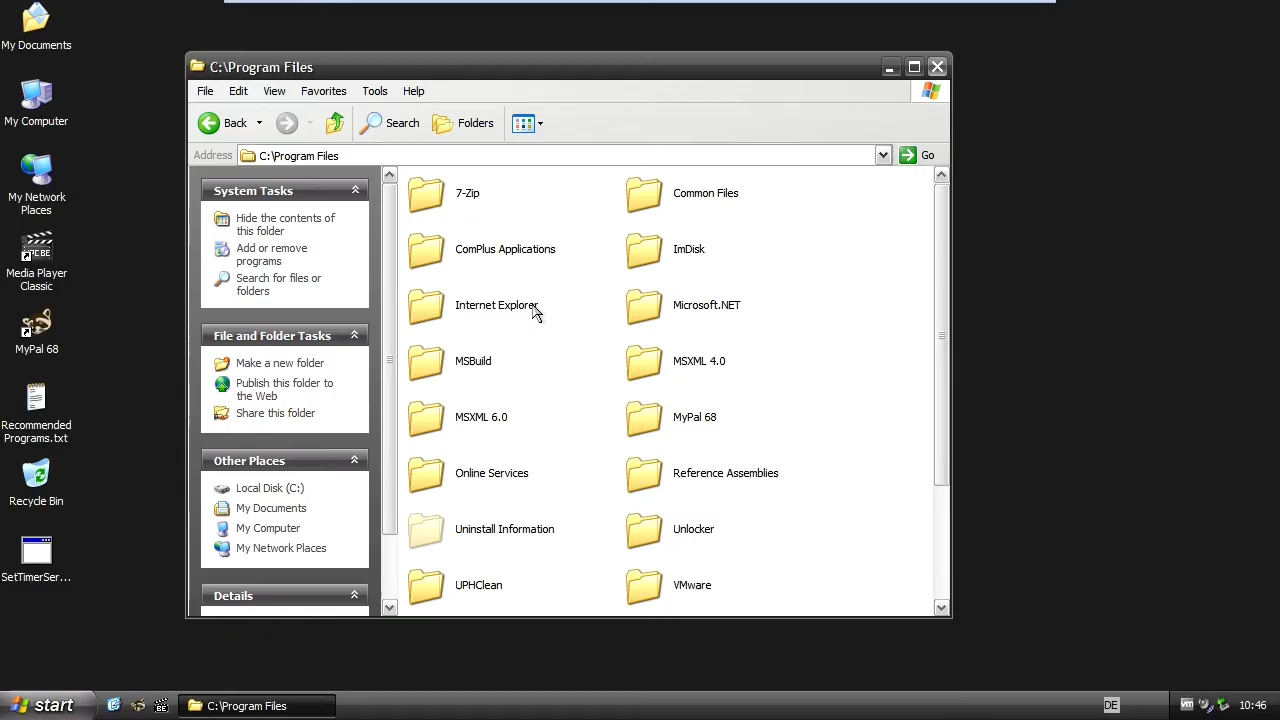 My Documents
My Computer
My Network
Places
Media Player
Classic
MyPal 68
Recommended
Programs.txt
Recycle Bin
SetTimerSer...
C:\Program Files
File Edit View Favorites Tools Help
Back Search Folders
Address C:\Program Files Go
System Tasks
Hide the contents of
this folder
Add or remove
programs
Search for files or
folders
File and Folder Tasks
Make a new folder
Publish this folder to
the Web
Share this folder
Other Places
Local Disk (C:)
My Documents
My Computer
My Network Places
Details
7-Zip Common Files
ComPlus Applications ImDisk
Internet Explorer Microsoft.NET
MSBuild MSXML 4.0
MSXML 6.0 MyPal 68
Online Services Reference Assemblies
Uninstall Information Unlocker
UPHClean VMware
start C:\Program Files DE vm 10:46